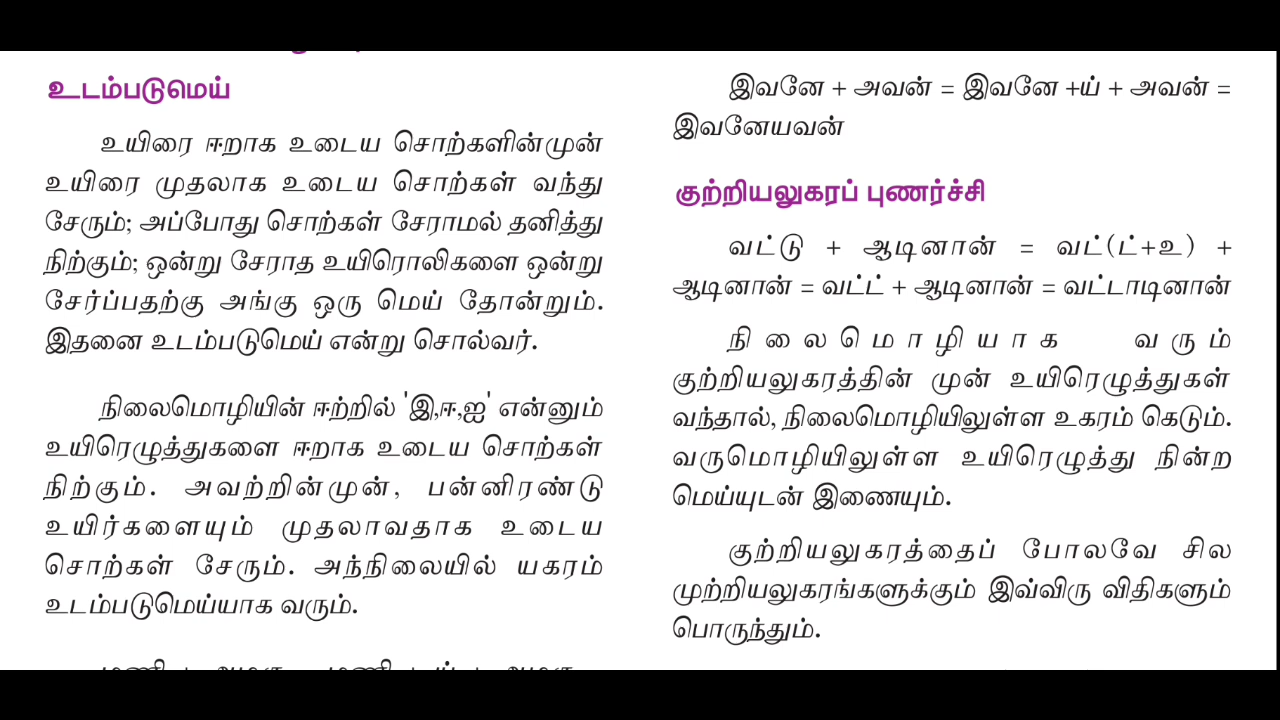 உடம்படுமெய்
உயிரை ஈறாக உடைய சொற்களின்முன்
உயிரை முதலாக உடைய சொற்கள் வந்து
சேரும்; அப்போது சொற்கள் சேராமல் தனித்து
நிற்கும்; ஒன்று சேராத உயிரொலிகளை ஒன்று
சேர்ப்பதற்கு அங்கு ஒரு மெய் தோன்றும்.
இதனை உடம்படுமெய் என்று சொல்வர்.
நிலைமொழியின் ஈற்றில் 'இ,ஈ,ஐ' என்னும்
உயிரெழுத்துகளை ஈறாக உடைய சொற்கள்
நிற்கும். அவற்றின்முன், பன்னிரண்டு
உயிர்களையும் முதலாவதாக உடைய
சொற்கள் சேரும். அந்நிலையில் யகரம்
உடம்படுமெய்யாக வரும்.
இவனே + அவன் = இவனே +ய் + அவன் =
இவனேயவன்
குற்றியலுகரப் புணர்ச்சி
வட்டு + ஆடினான் = வட்(ட்+உ) +
ஆடினான் = வட்ட் + ஆடினான் = வட்டாடினான்
நிலைமொழியாக வரும்
குற்றியலுகரத்தின் முன் உயிரெழுத்துகள்
வந்தால், நிலைமொழியிலுள்ள உகரம் கெடும்.
வருமொழியிலுள்ள உயிரெழுத்து நின்ற
மெய்யுடன் இணையும்.
குற்றியலுகரத்தைப் போலவே சில
முற்றியலுகரங்களுக்கும் இவ்விரு விதிகளும்
பொருந்தும்.